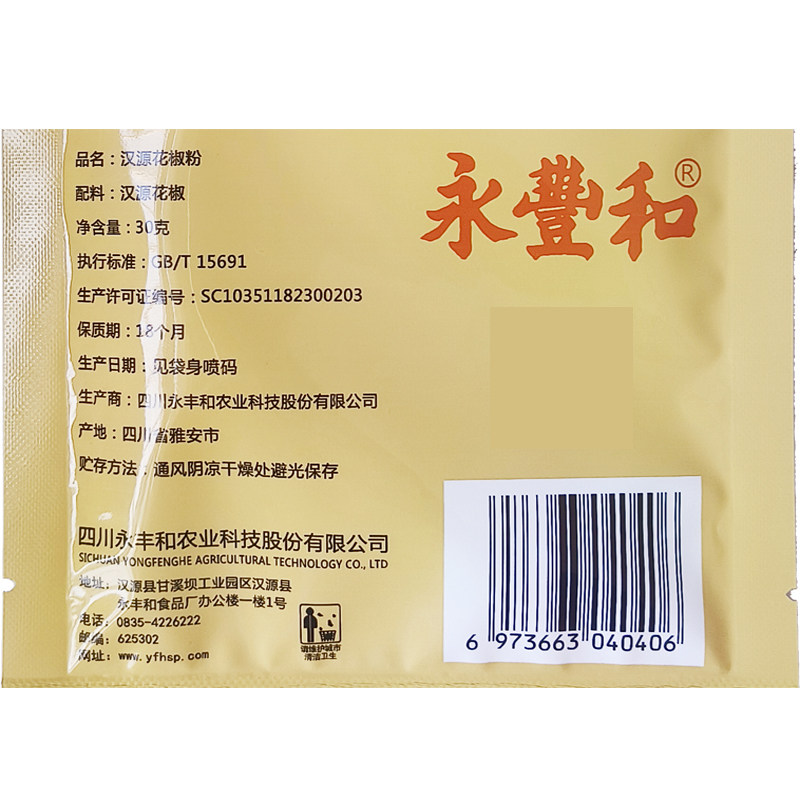 永豐和®
品名：汉源花椒粉
配料：汉源花椒
净含量：30克
执行标准：GB/T 15691
生产许可证编号：SC10351182300203
保质期：18个月
生产日期：见袋身喷码
生产商：四川永丰和农业科技股份有限公司
产地：四川省雅安市
贮存方法：通风阴凉干燥处避光保存
四川永丰和农业科技股份有限公司
SICHUAN YONGFENGHE AGRICULTURAL TECHNOLOGY CO., LTD
地址：汉源县甘溪坝工业园区汉源县
永丰和食品厂办公楼一楼1号
电话：0835-4226222
邮编：625302
网址：www.yfhsp.com
请维护城市
清洁卫生
6 973663 040406